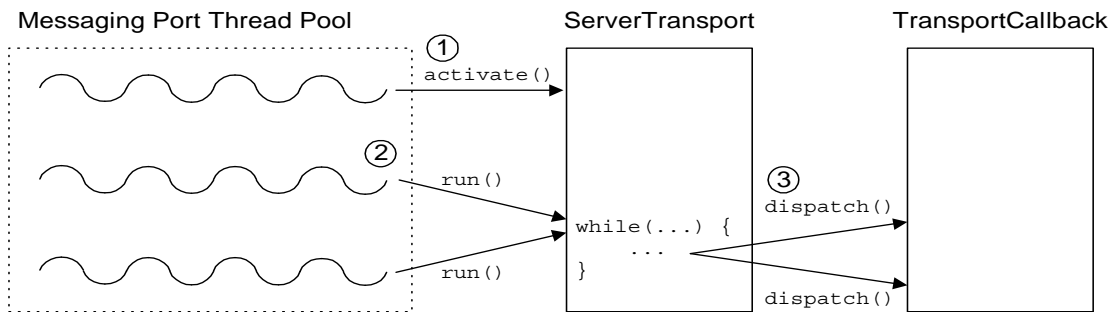 Messaging Port Thread Pool
ServerTransport
TransportCallback
1
activate()
2
run()
3
dispatch()
while(...) {
...
}
run()
dispatch()